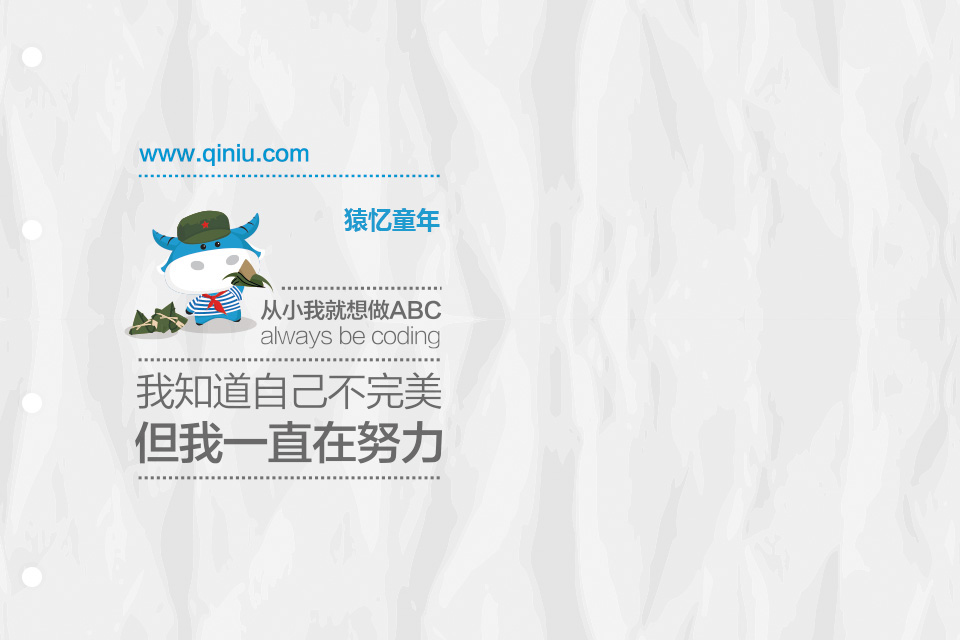 www.qiniu.com
猿忆童年
从小我就想做ABC
always be coding
我知道自己不完美
但我一直在努力